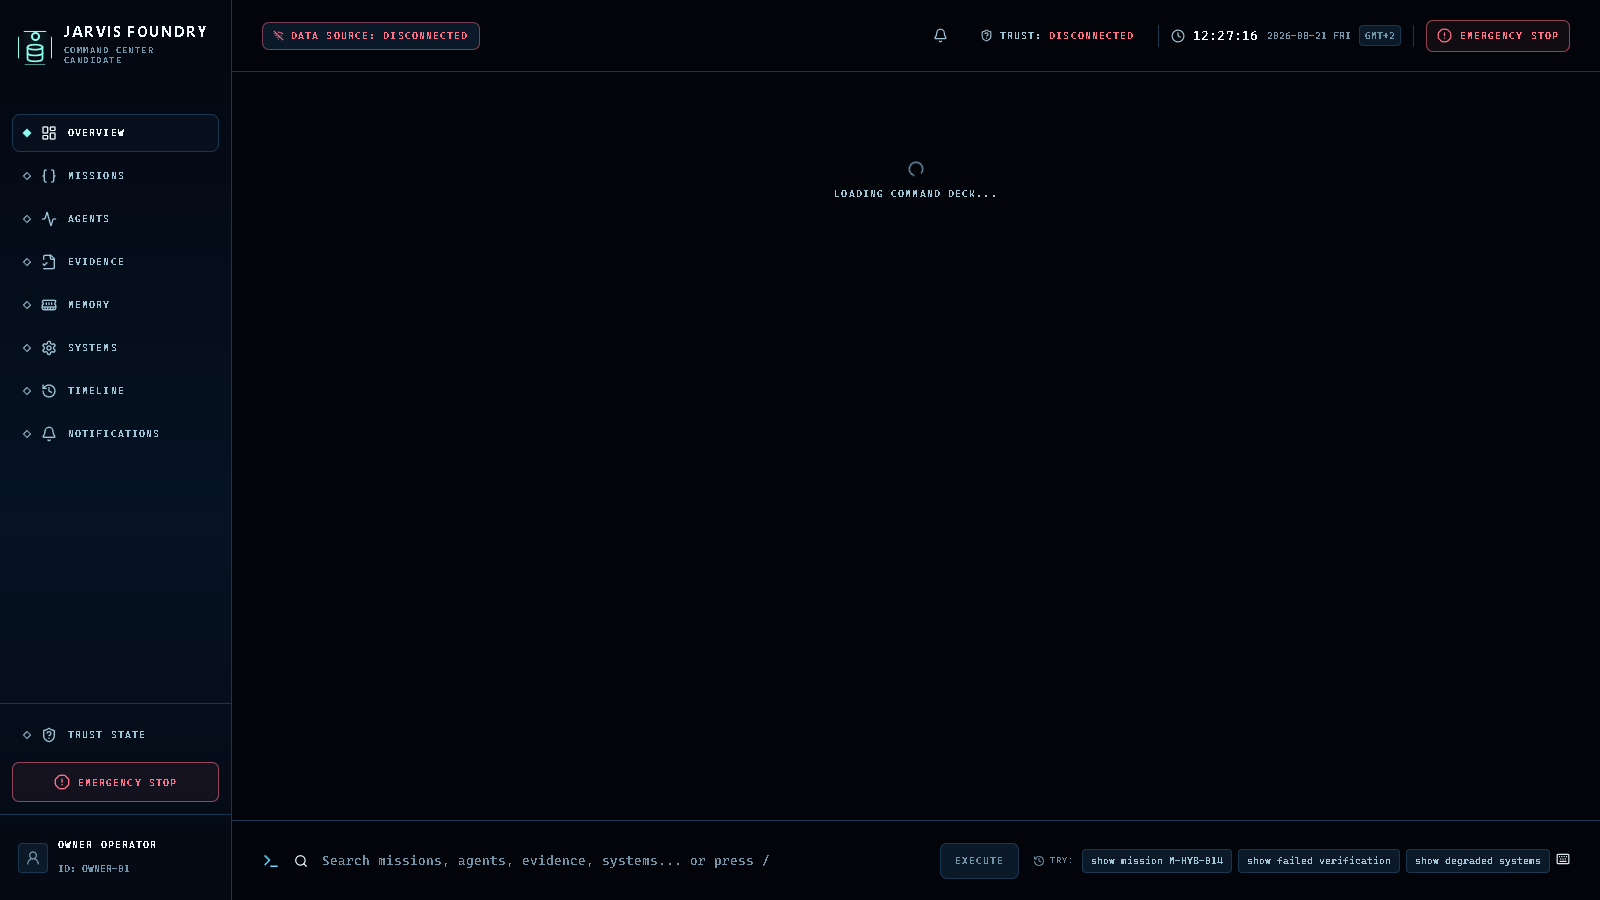 JARVIS FOUNDRY
COMMAND CENTER
CANDIDATE
OVERVIEW
MISSIONS
AGENTS
EVIDENCE
MEMORY
SYSTEMS
TIMELINE
NOTIFICATIONS
TRUST STATE
EMERGENCY STOP
OWNER OPERATOR
ID: OWNER-01
DATA SOURCE: DISCONNECTED
TRUST: DISCONNECTED
12:27:16 2026-08-21 FRI GMT+2
EMERGENCY STOP
LOADING COMMAND DECK...
Search missions, agents, evidence, systems... or press /
EXECUTE
TRY:
show mission M-HYB-014
show failed verification
show degraded systems